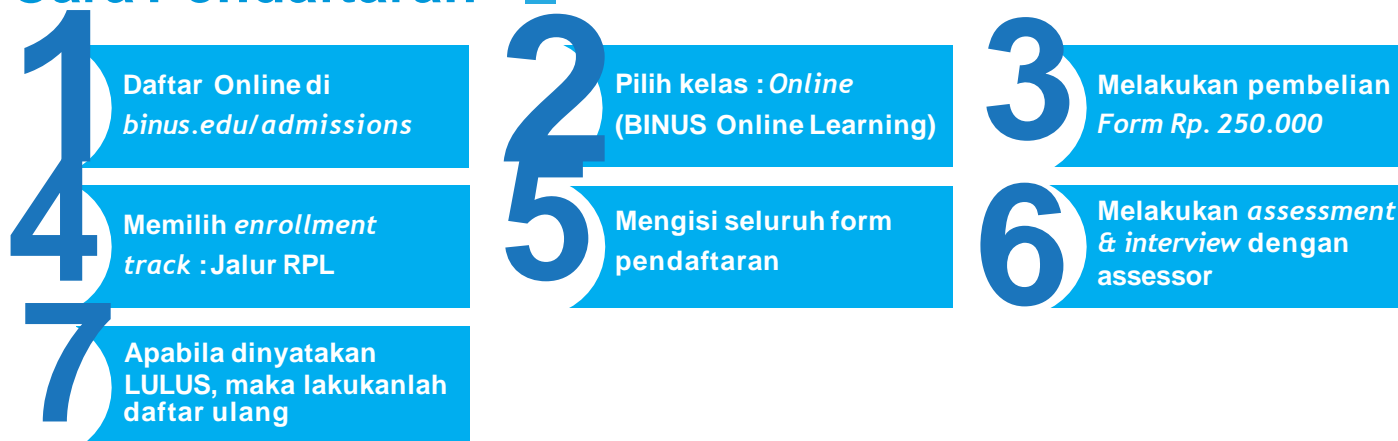 Cara Pendaftaran
1
Daftar Online di
binus.edu/admissions
2
Pilih kelas : Online
(BINUS Online Learning)
3
Melakukan pembelian
Form Rp. 250.000
4
Memilih enrollment
track : Jalur RPL
5
Mengisi seluruh form
pendaftaran
6
Melakukan assessment
& interview dengan
assessor
7
Apabila dinyatakan
LULUS, maka lakukanlah
daftar ulang